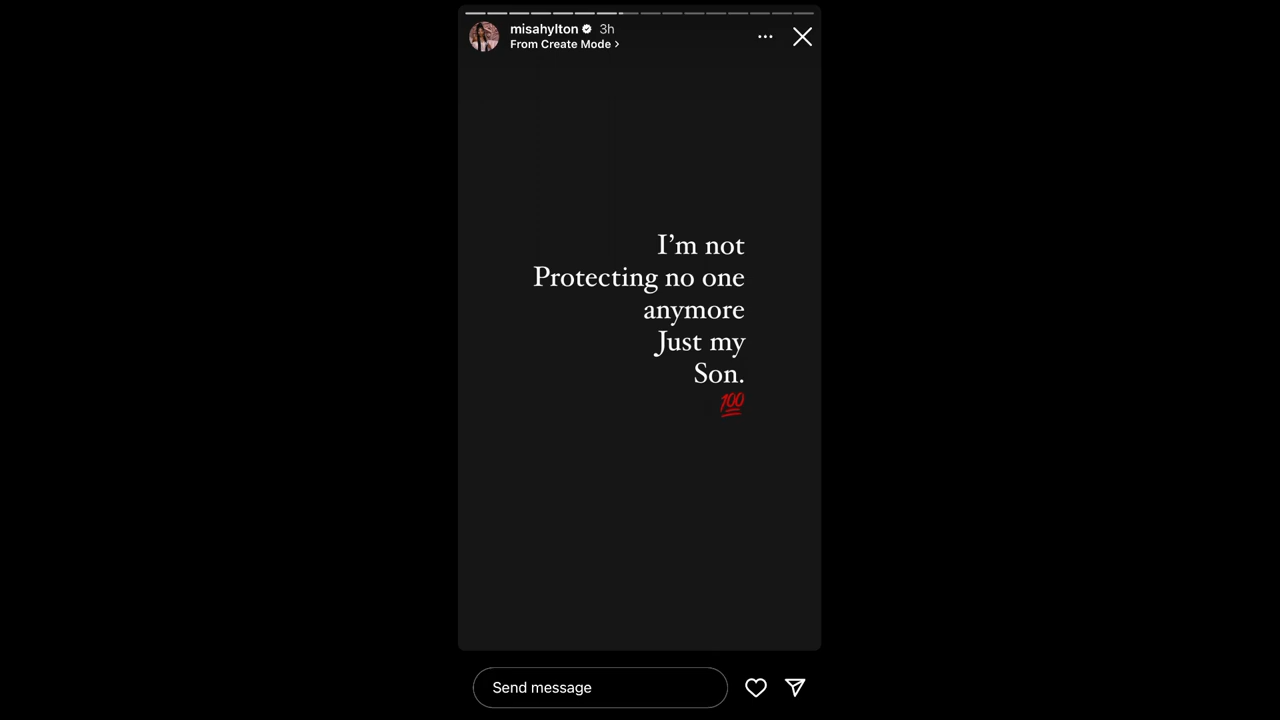 misahylton 3h
From Create Mode >
I'm not
Protecting no one
anymore
Just my
Son.
💯
Send message